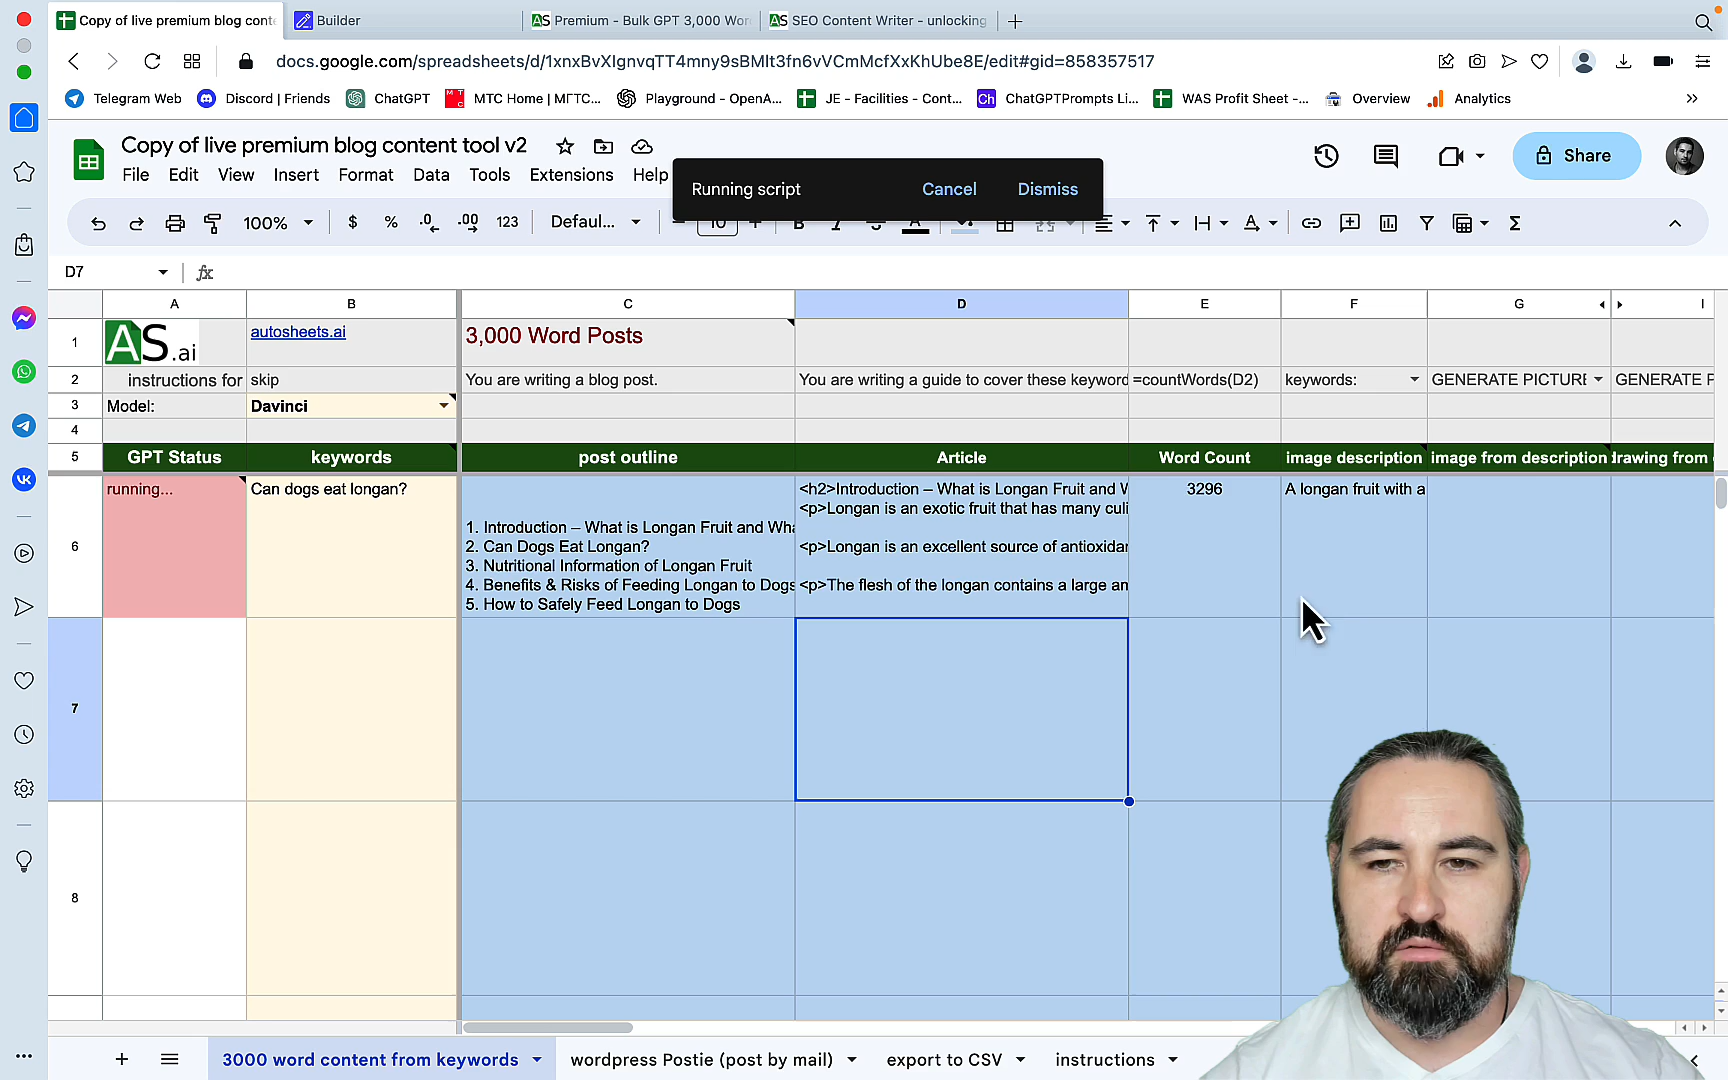 Copy of live premium blog conte
Builder
AS Premium - Bulk GPT 3,000 Wor
AS SEO Content Writer - unlocking
docs.google.com/spreadsheets/d/1xnxBvXIgnvqTT4mny9sBMIt3fn6vVCmMcfXxKhUbe8E/edit#gid=858357517
Telegram Web
Discord | Friends
ChatGPT
МТС Home | МГТС...
Playground - OpenA...
JE - Facilities - Cont...
Ch ChatGPTPrompts Li...
WAS Profit Sheet -...
Overview
Analytics
Copy of live premium blog content tool v2
File Edit View Insert Format Data Tools Extensions Help
Running script Cancel Dismiss
Share
100% $ % .0 .00 123 Defaul... 10
D7 fx
A B C D E F G I
1 AS.ai autosheets.ai 3,000 Word Posts
2 instructions for skip You are writing a blog post. You are writing a guide to cover these keyword =countWords(D2) keywords: GENERATE PICTURE GENERATE P
3 Model: Davinci
4
5 GPT Status keywords post outline Article Word Count image description image from description drawing from
running... Can dogs eat longan? <h2>Introduction – What is Longan Fruit and W 3296 A longan fruit with a
<p>Longan is an exotic fruit that has many culi
1. Introduction – What is Longan Fruit and Wha
6 2. Can Dogs Eat Longan? <p>Longan is an excellent source of antioxidan
3. Nutritional Information of Longan Fruit
4. Benefits & Risks of Feeding Longan to Dogs <p>The flesh of the longan contains a large an
5. How to Safely Feed Longan to Dogs
7
8
3000 word content from keywords wordpress Postie (post by mail) export to CSV instructions